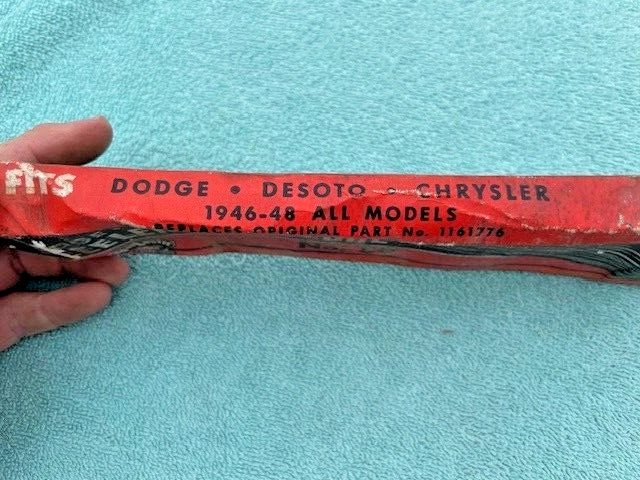 FITS DODGE • DESOTO • CHRYSLER
1946-48 ALL MODELS
REPLACES ORIGINAL PART No. 1161776